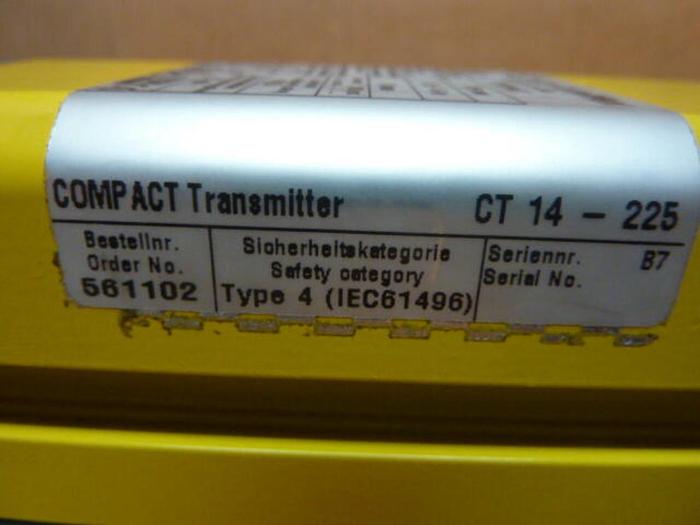 COMPACT Transmitter CT 14 - 225
Bestellnr.
Order No.
561102
Sicherheitskategorie
Safety category
Type 4 (IEC61496)
Seriennr. B7
Serial No.